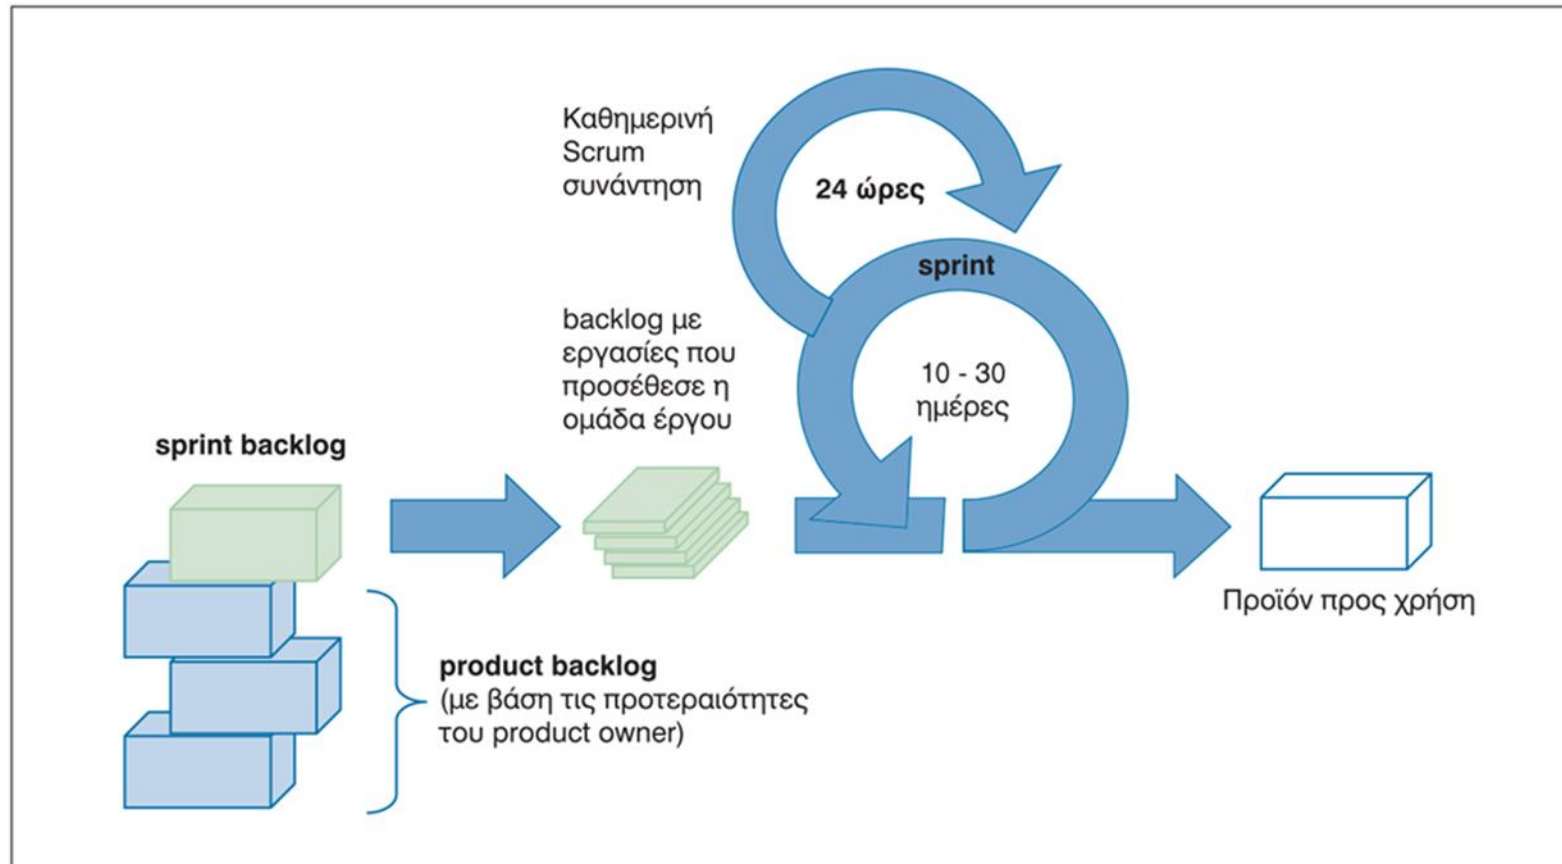 Καθημερινή
Scrum
συνάντηση
24 ώρες
sprint
10 - 30
ημέρες
backlog με
εργασίες που
προσέθεσε η
ομάδα έργου
sprint backlog
Προϊόν προς χρήση
product backlog
(με βάση τις προτεραιότητες
του product owner)